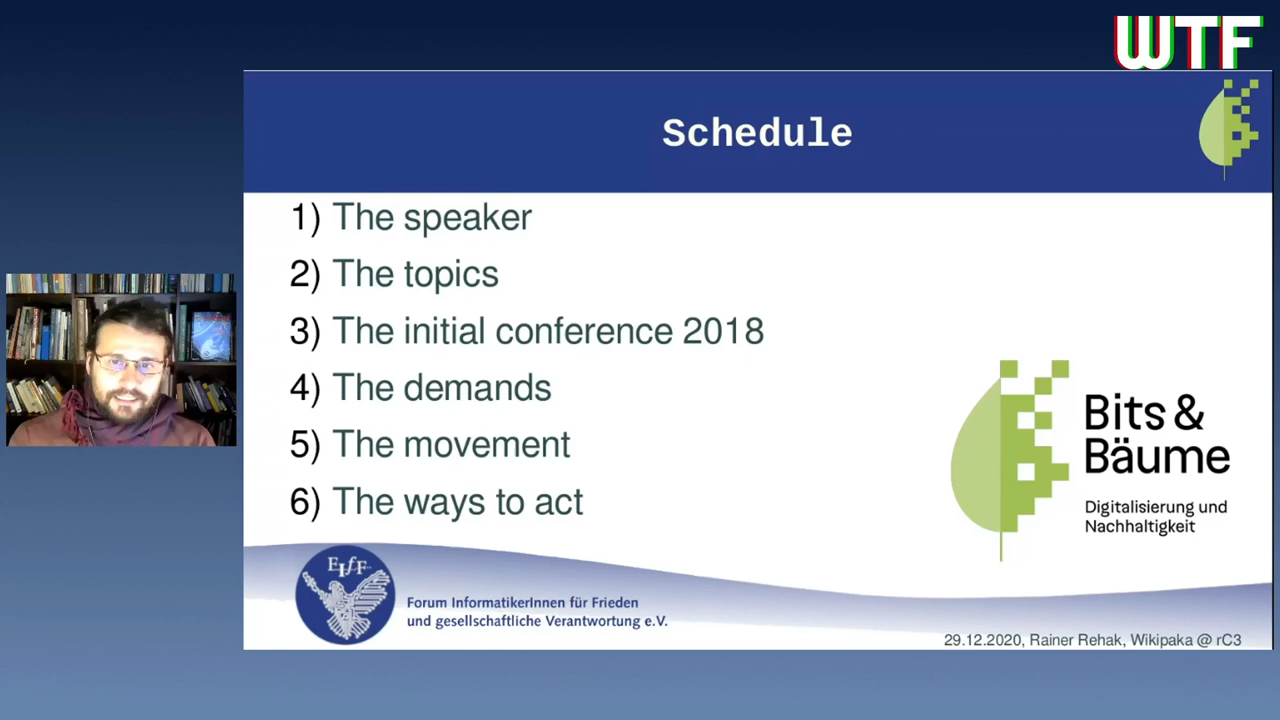 WTF
Schedule
1) The speaker
2) The topics
3) The initial conference 2018
4) The demands
5) The movement
6) The ways to act
Bits &
Bäume
Digitalisierung und
Nachhaltigkeit
FIfF
Forum InformatikerInnen für Frieden
und gesellschaftliche Verantwortung e.V.
29.12.2020, Rainer Rehak, Wikipaka @ rC3